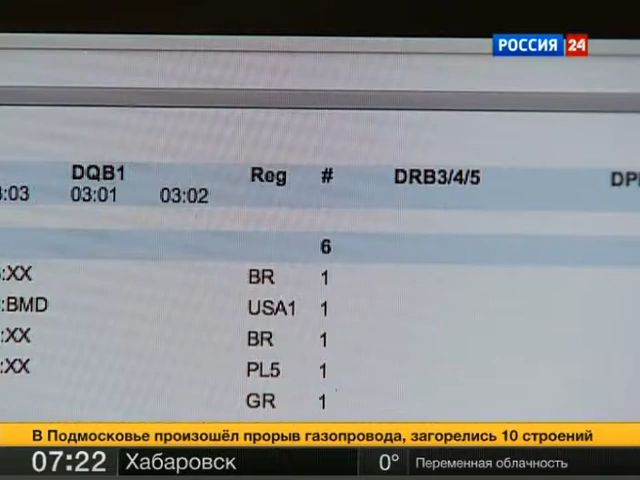 РОССИЯ 24
DQB1 Reg # DRB3/4/5
:03 03:01 03:02
6
:XX BR 1
:BMD USA1 1
:XX BR 1
:XX PL5 1
GR 1
В Подмосковье произошёл прорыв газопровода, загорелись 10 строений
07:22 Хабаровск 0° Переменная облачность